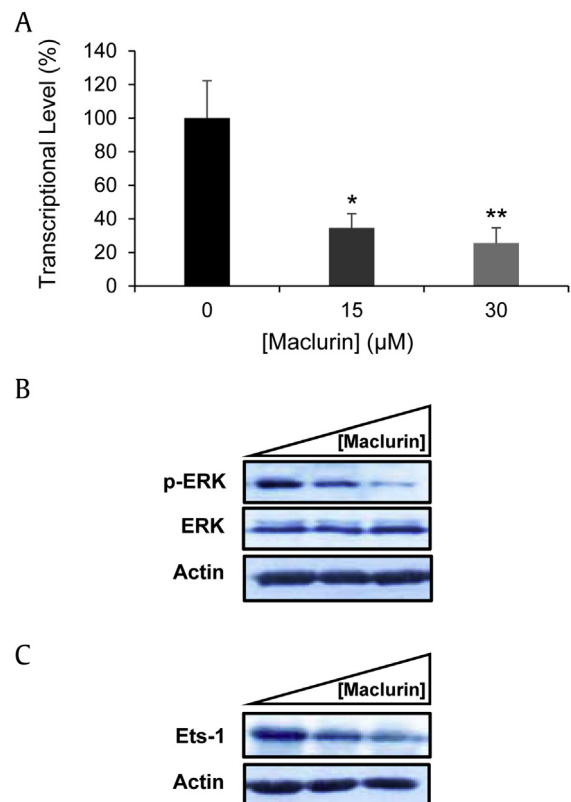 A
Transcriptional Level (%)
140
120
100
80
60
40
20
0
*
**
0 15 30
[Maclurin] (μM)
B
[Maclurin]
p-ERK
ERK
Actin
C
[Maclurin]
Ets-1
Actin